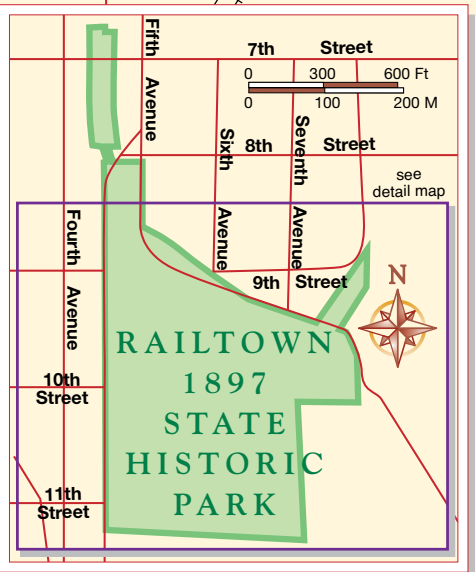 Fifth
Avenue
7th Street
0 300 600 Ft
0 100 200 M
Sixth
Avenue
Seventh
Avenue
8th Street
see
detail map
Fourth
Avenue
9th Street
N
RAILTOWN
1897
STATE
HISTORIC
PARK
10th
Street
11th
Street